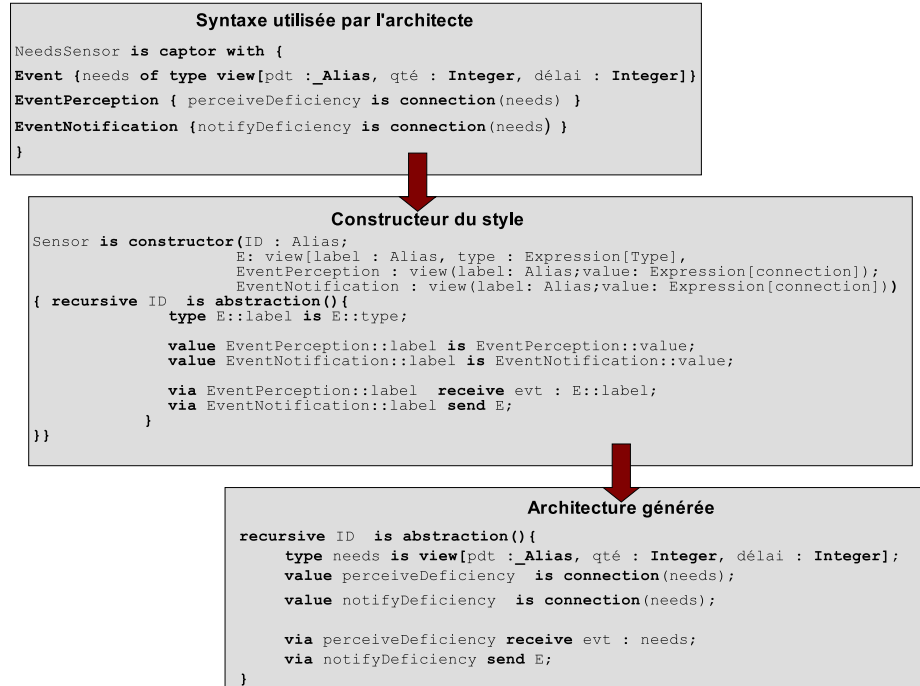 Syntaxe utilisée par l'architecte
NeedsSensor is captor with {
Event {needs of type view[pdt :_Alias, qté : Integer, délai : Integer]}
EventPerception { perceiveDeficiency is connection(needs) }
EventNotification {notifyDeficiency is connection(needs) }
}
Constructeur du style
Sensor is constructor(ID : Alias;
E: view[label : Alias, type : Expression[Type],
EventPerception : view(label: Alias;value: Expression[connection]);
EventNotification : view(label: Alias;value: Expression[connection]))
{ recursive ID is abstraction(){
type E::label is E::type;
value EventPerception::label is EventPerception::value;
value EventNotification::label is EventNotification::value;
via EventPerception::label receive evt : E::label;
via EventNotification::label send E;
}
}}
Architecture générée
recursive ID is abstraction(){
type needs is view[pdt :_Alias, qté : Integer, délai : Integer];
value perceiveDeficiency is connection(needs);
value notifyDeficiency is connection(needs);
via perceiveDeficiency receive evt : needs;
via notifyDeficiency send E;
}